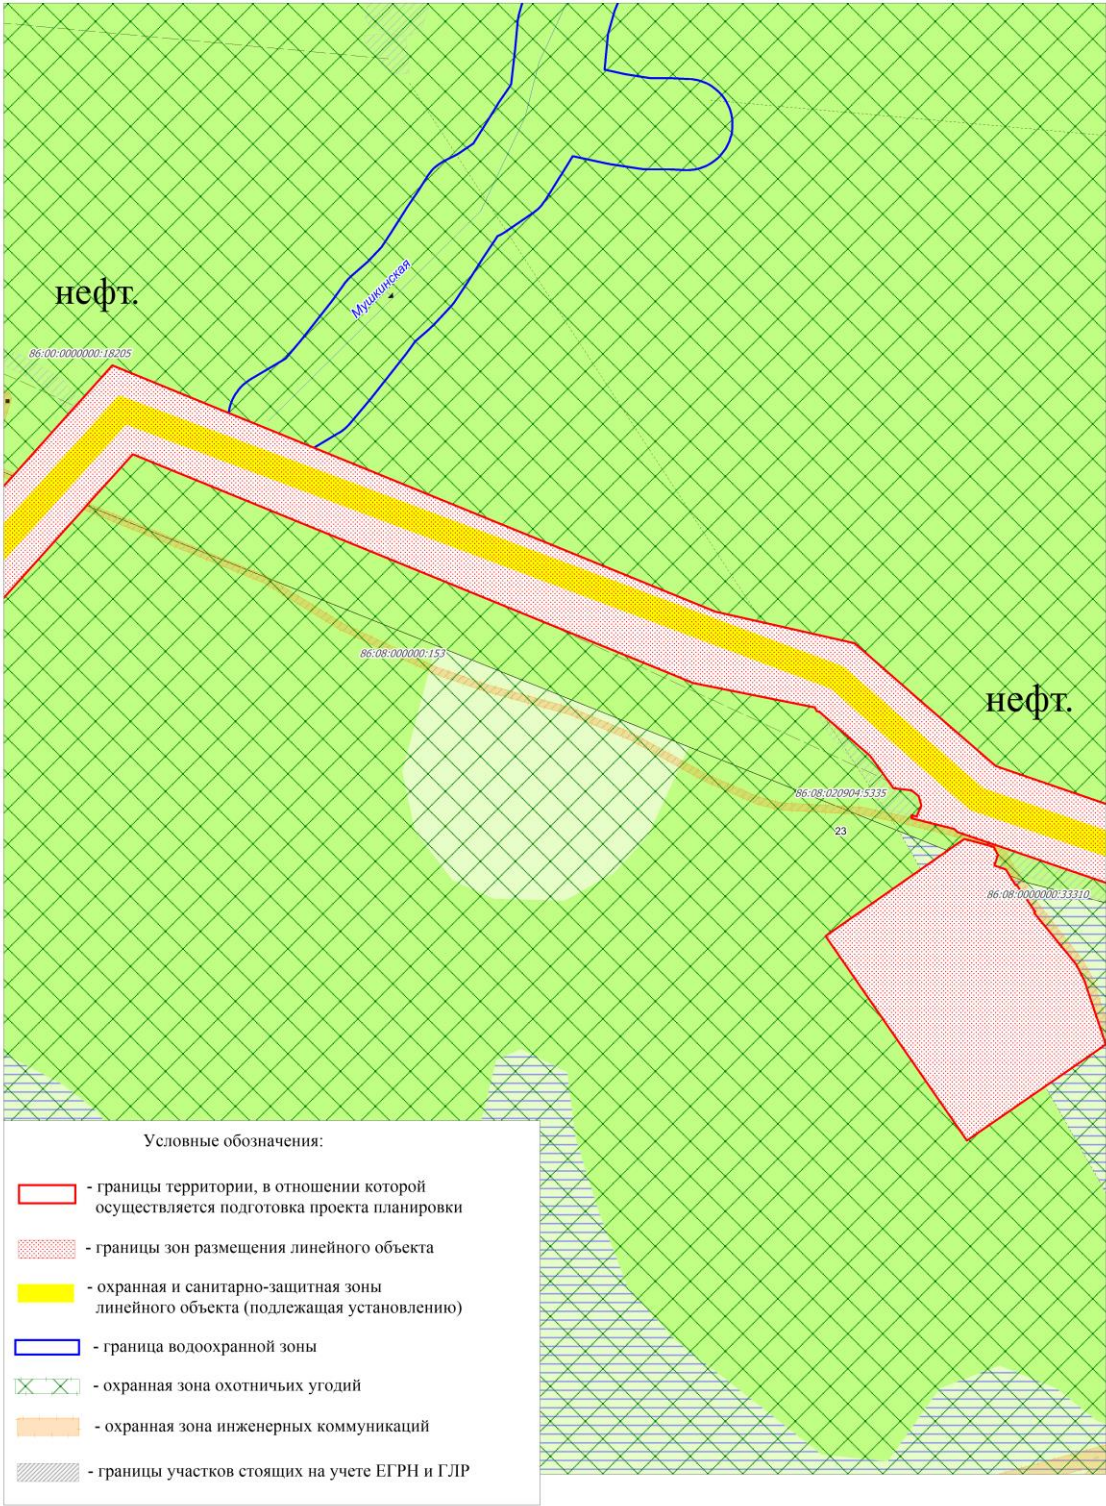 Мушкинская
нефт.
86:00:0000000:18205
86:08:000000:153
нефт.
86:08:020904:5335
23
86:08:0000000:33310
Условные обозначения:
- границы территории, в отношении которой
осуществляется подготовка проекта планировки
- границы зон размещения линейного объекта
- охранная и санитарно-защитная зоны
линейного объекта (подлежащая установлению)
- граница водоохранной зоны
- охранная зона охотничьих угодий
- охранная зона инженерных коммуникаций
- границы участков стоящих на учете ЕГРН и ГЛР